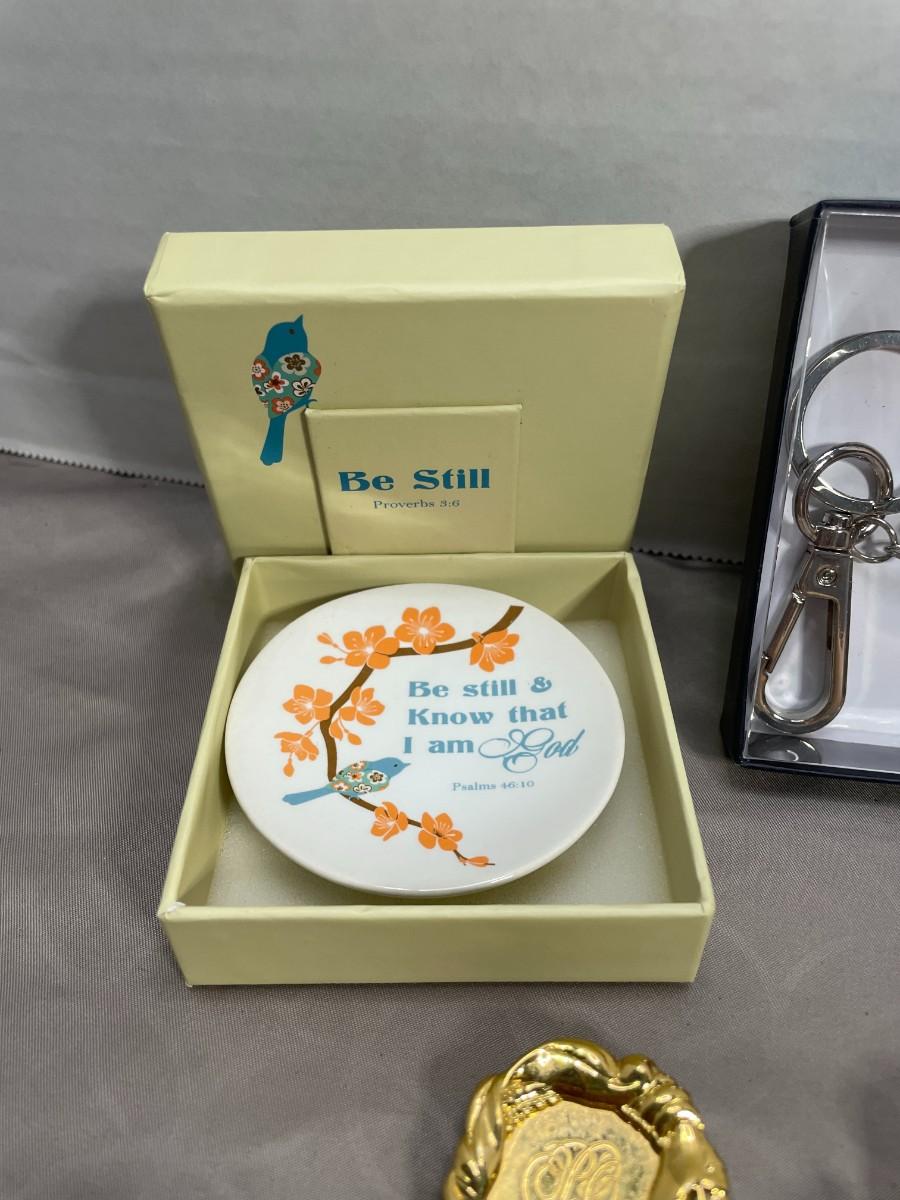 Be Still
Proverbs 3:6
Be still &
Know that
I am God
Psalms 46:10